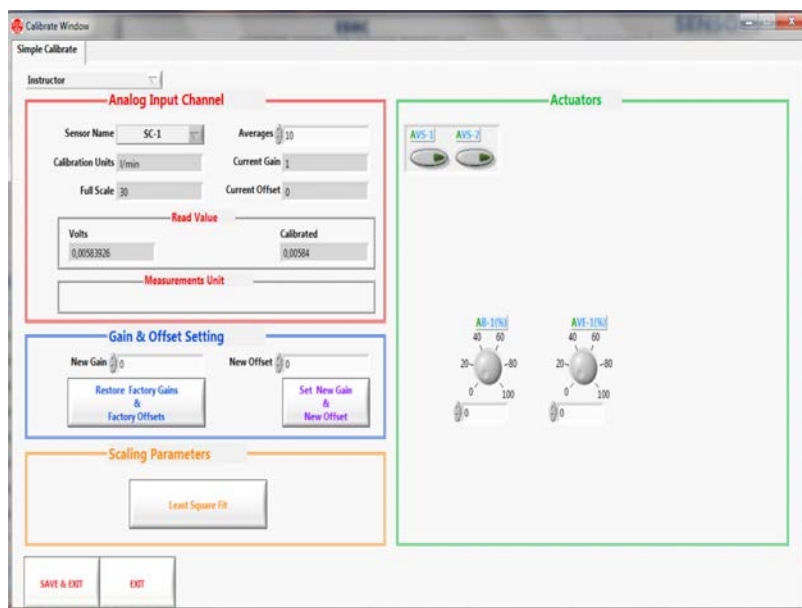 Calibrate Window
Simple Calibrate
Instructor
Analog Input Channel
Sensor Name SC-1 Averages 10
Calibration Units l/min Current Gain 1
Full Scale 30 Current Offset 0
Read Value
Volts Calibrated
0,00583926 0,00584
Measurements Unit
Gain & Offset Setting
New Gain 0 New Offset 0
Restore Factory Gains
&
Factory Offsets
Set New Gain
&
New Offset
Scaling Parameters
Least Square Fit
SAVE & EXIT EXIT
Actuators
AVS-1 AVS-2
AB-1(%) AVE-1(%)
40 60 40 60
20 80 20 80
0 100 0 100
0 0